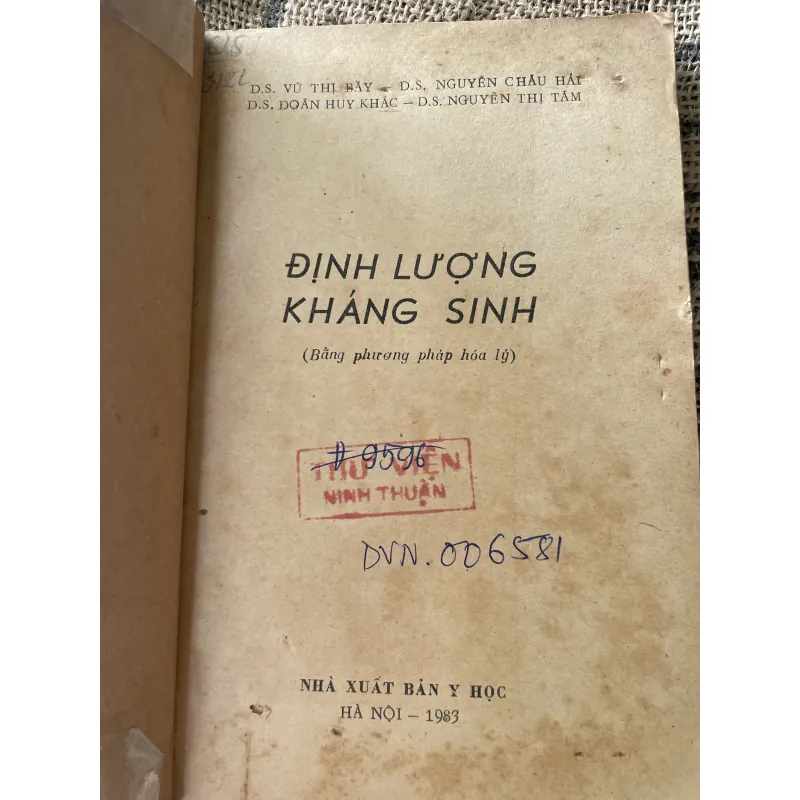 D.S. VŨ THỊ BẢY – D.S. NGUYỄN CHÂU HẢI
D.S. DOÃN HUY KHẮC – D.S. NGUYỄN THỊ TÂM
ĐỊNH LƯỢNG
KHÁNG SINH
(Bằng phương pháp hóa lý)
9596
THƯ VIỆN
NINH THUẬN
DVN. 006581
NHÀ XUẤT BẢN Y HỌC
HÀ NỘI – 1983